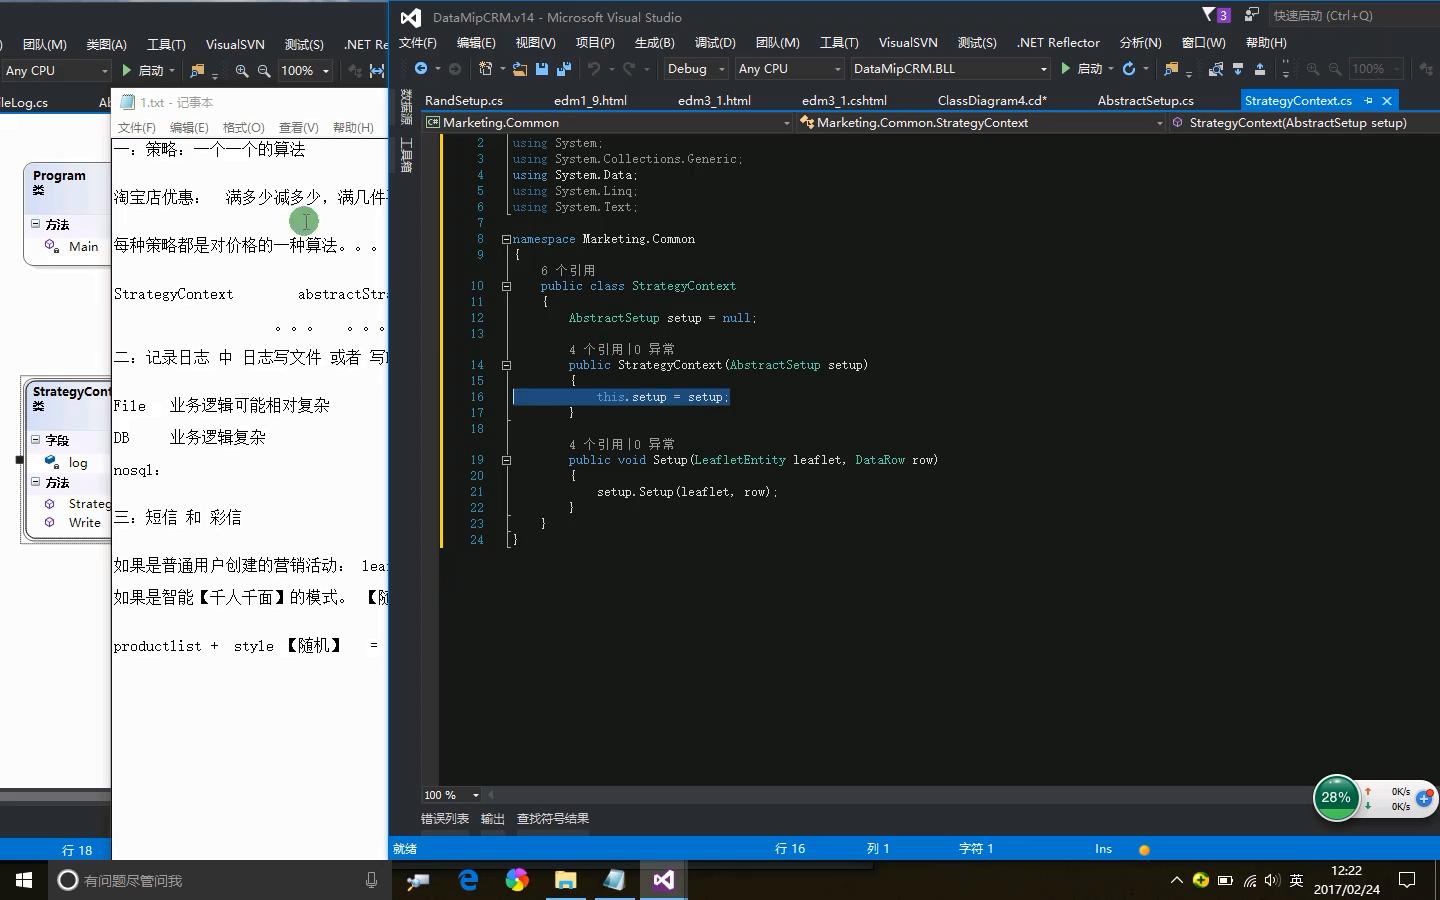 团队(M) 类图(A) 工具(T) VisualSVN 测试(S) .NET Re
Any CPU 启动 100%
leLog.cs
Program
类
方法
Main
StrategyCont
类
字段
log
方法
Strateg
Write
行 18
1.txt - 记事本
文件(F) 编辑(E) 格式(O) 查看(V) 帮助(H)
一：策略：一个一个的算法
淘宝店优惠： 满多少减多少，满几件
每种策略都是对价格的一种算法。。。
StrategyContext abstractStra
。。。 。。。
二：记录日志 中 日志写文件 或者 写
File 业务逻辑可能相对复杂
DB 业务逻辑复杂
nosql：
三：短信 和 彩信
如果是普通用户创建的营销活动： lea
如果是智能【千人千面】的模式。 【随
productlist + style 【随机】 =
DataMipCRM.v14 - Microsoft Visual Studio
3
快速启动 (Ctrl+Q)
文件(F) 编辑(E) 视图(V) 项目(P) 生成(B) 调试(D) 团队(M) 工具(T) VisualSVN 测试(S) .NET Reflector 分析(N) 窗口(W) 帮助(H)
Debug Any CPU DataMipCRM.BLL 启动 100%
数据源
工具箱
RandSetup.cs edm1_9.html edm3_1.html edm3_1.cshtml ClassDiagram4.cd* AbstractSetup.cs StrategyContext.cs
C# Marketing.Common Marketing.Common.StrategyContext StrategyContext(AbstractSetup setup)
2 using System;
3 using System.Collections.Generic;
4 using System.Data;
5 using System.Linq;
6 using System.Text;
7
8 namespace Marketing.Common
9 {
6 个引用
10 public class StrategyContext
11 {
12 AbstractSetup setup = null;
13
4 个引用|0 异常
14 public StrategyContext(AbstractSetup setup)
15 {
16 this.setup = setup;
17 }
18
4 个引用|0 异常
19 public void Setup(LeafletEntity leaflet, DataRow row)
20 {
21 setup.Setup(leaflet, row);
22 }
23 }
24 }
100 %
错误列表 输出 查找符号结果
就绪 行 16 列 1 字符 1 Ins
28%
0K/s
0K/s
有问题尽管问我
英
12:22
2017/02/24